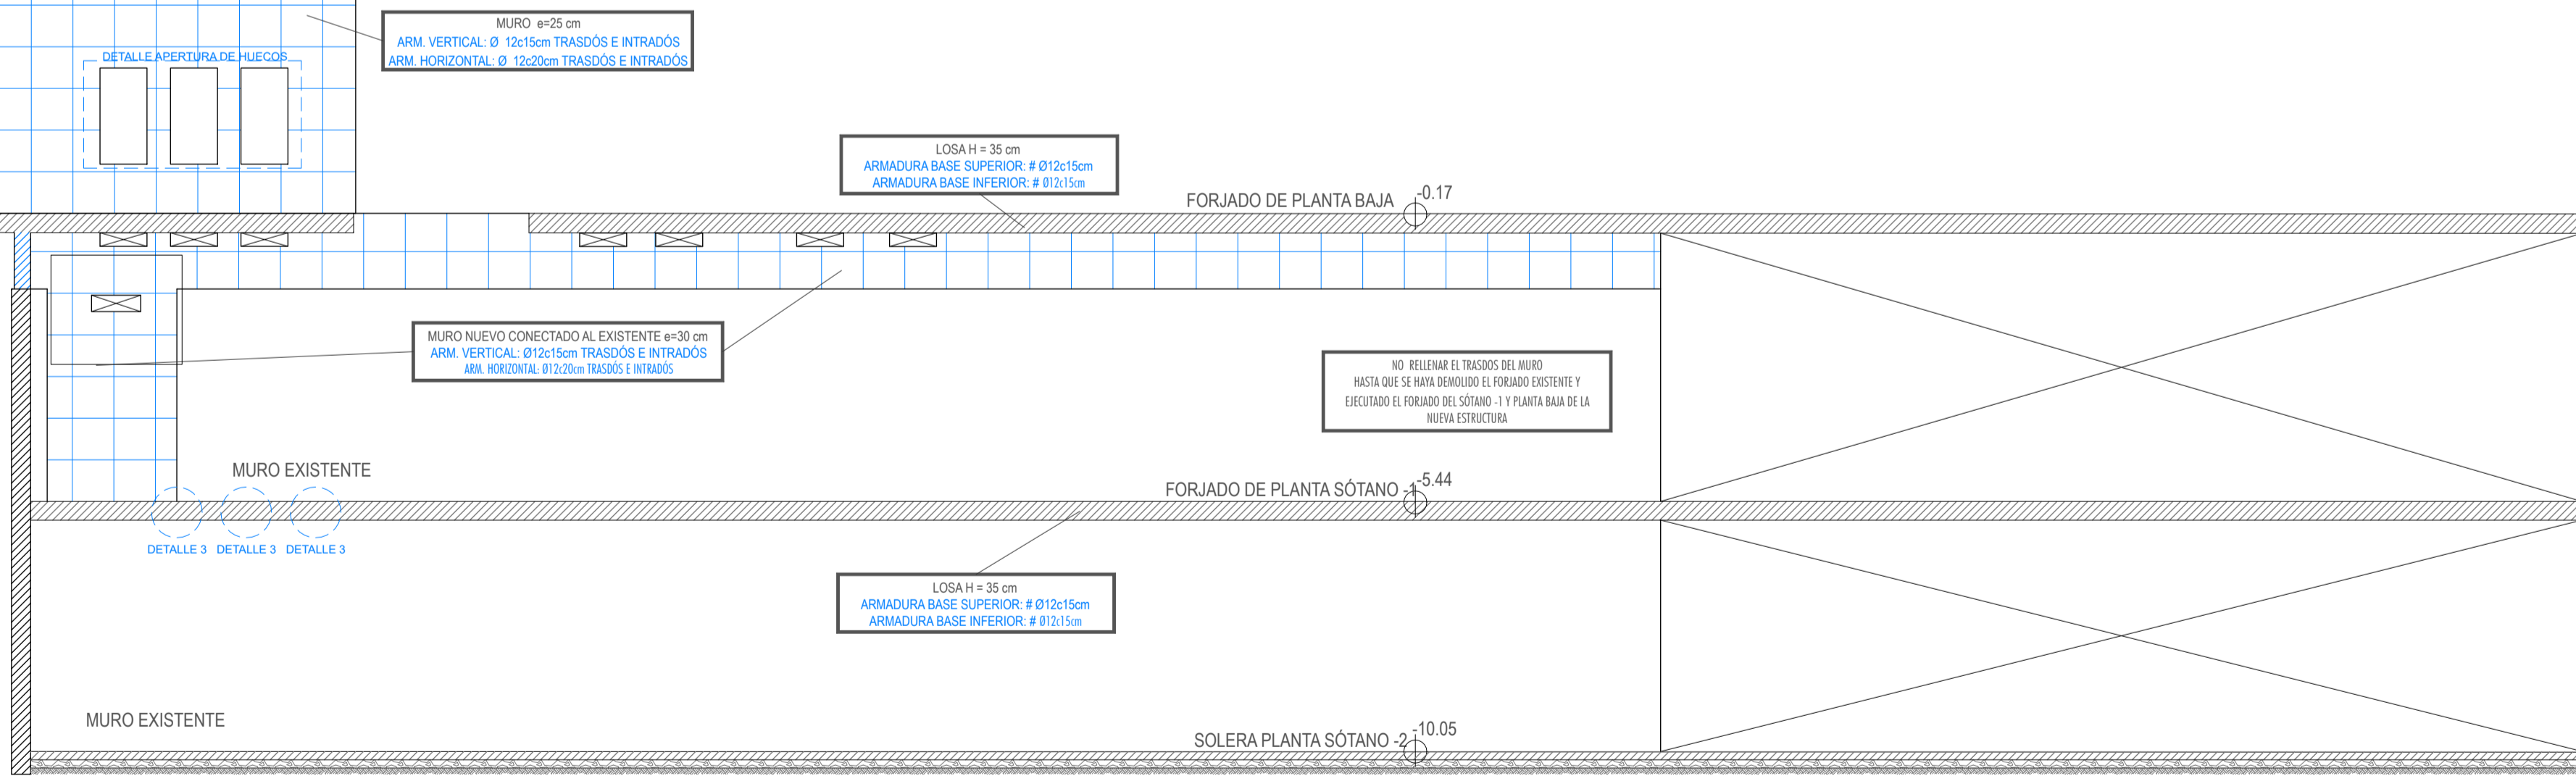 MURO e=25 cm
ARM. VERTICAL: Ø 12c15cm TRASDÓS E INTRADÓS
ARM. HORIZONTAL: Ø 12c20cm TRASDÓS E INTRADÓS
DETALLE APERTURA DE HUECOS
LOSA H = 35 cm
ARMADURA BASE SUPERIOR: # Ø12c15cm
ARMADURA BASE INFERIOR: # Ø12c15cm
FORJADO DE PLANTA BAJA
-0.17
MURO NUEVO CONECTADO AL EXISTENTE e=30 cm
ARM. VERTICAL: Ø12c15cm TRASDÓS E INTRADÓS
ARM. HORIZONTAL: Ø12c20cm TRASDÓS E INTRADÓS
NO RELLENAR EL TRASDOS DEL MURO
HASTA QUE SE HAYA DEMOLIDO EL FORJADO EXISTENTE Y
EJECUTADO EL FORJADO DEL SÓTANO -1 Y PLANTA BAJA DE LA
NUEVA ESTRUCTURA
MURO EXISTENTE
FORJADO DE PLANTA SÓTANO -1
-5.44
DETALLE 3
DETALLE 3
DETALLE 3
LOSA H = 35 cm
ARMADURA BASE SUPERIOR: # Ø12c15cm
ARMADURA BASE INFERIOR: # Ø12c15cm
MURO EXISTENTE
SOLERA PLANTA SÓTANO -2
-10.05